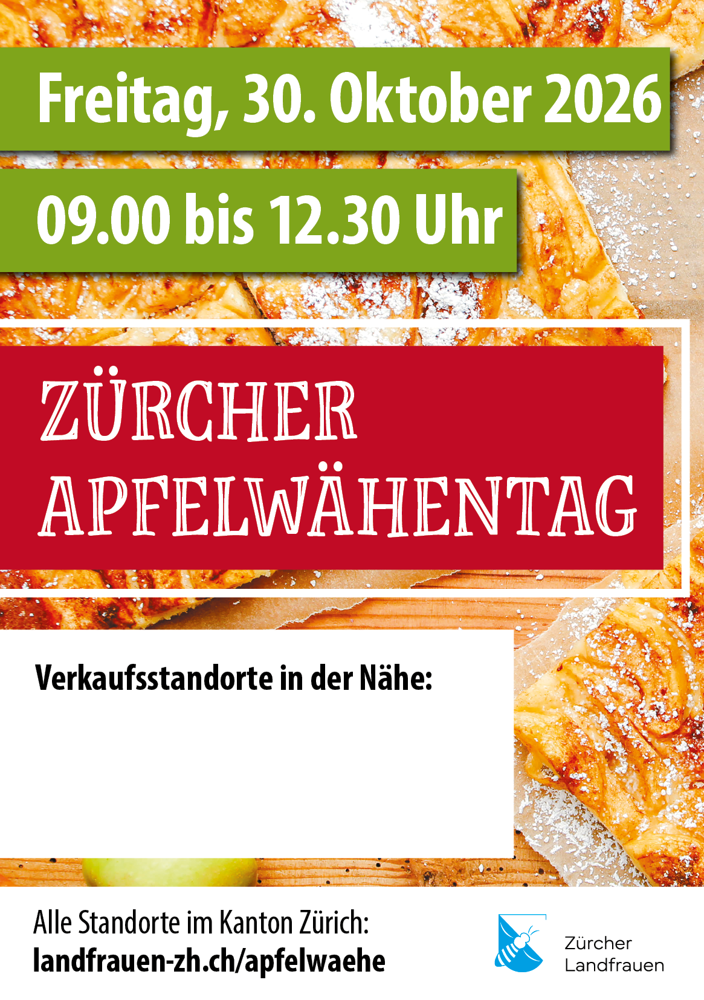 Freitag, 30. Oktober 2026
09.00 bis 12.30 Uhr
ZÜRCHER
APFELWÄHENTAG
Verkaufsstandorte in der Nähe:
Alle Standorte im Kanton Zürich:
landfrauen-zh.ch/apfelwaehe
Zürcher
Landfrauen